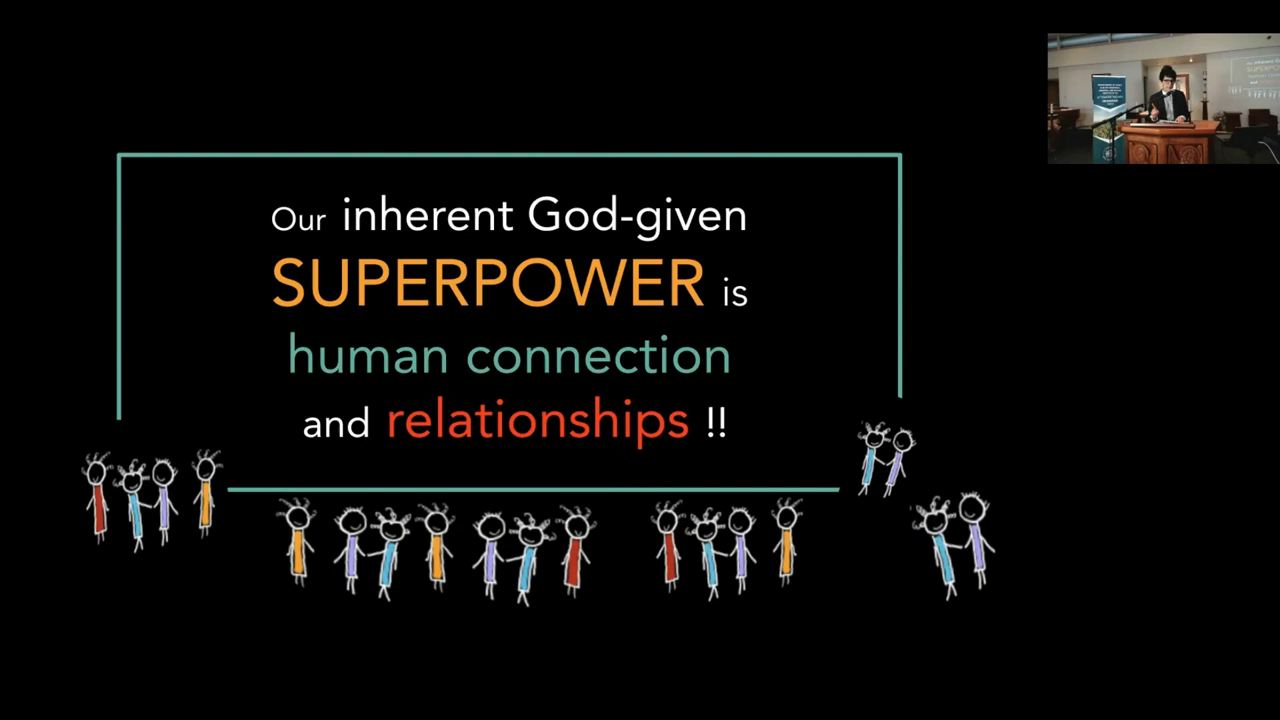 Our inherent God-given
SUPERPOWER is
human connection
and relationships !!